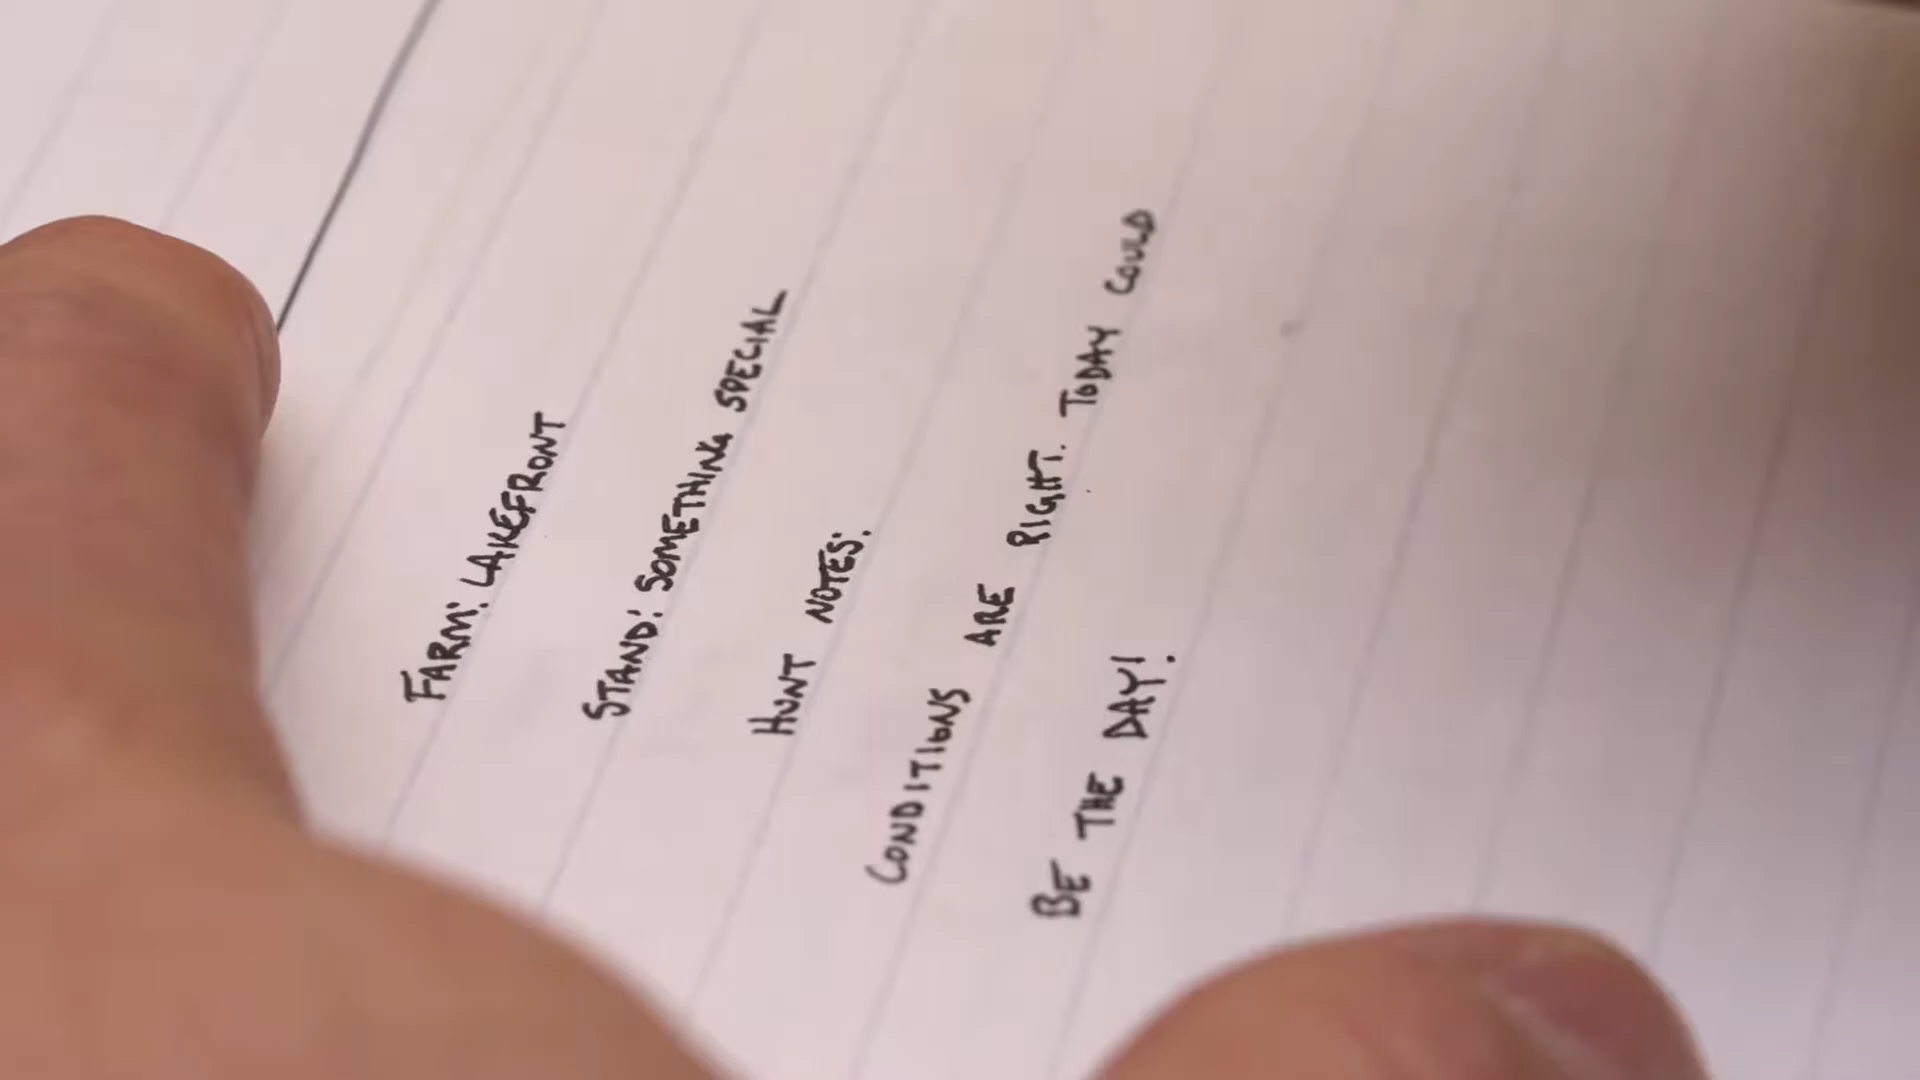 FARM: LAKEFRONT
STAND: SOMETHING SPECIAL
HUNT NOTES:
CONDITIONS ARE RIGHT. TODAY COULD
BE THE DAY!